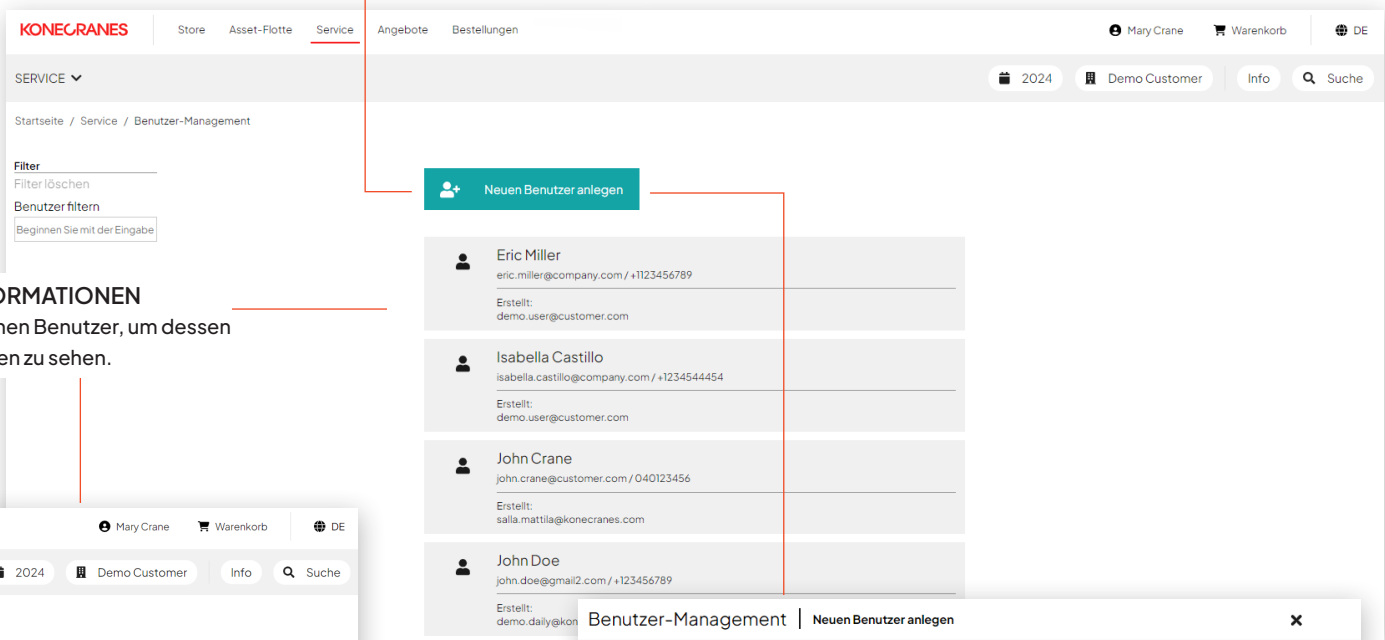 KONECRANES
Store Asset-Flotte Service Angebote Bestellungen
Mary Crane Warenkorb DE
SERVICE
2024 Demo Customer Info Suche
Startseite / Service / Benutzer-Management
Filter
Filter löschen
Benutzer filtern
Beginnen Sie mit der Eingabe
Neuen Benutzer anlegen
Eric Miller
eric.miller@company.com / +1123456789
Erstellt:
demo.user@customer.com
Isabella Castillo
isabella.castillo@company.com / +1234544454
Erstellt:
demo.user@customer.com
John Crane
john.crane@customer.com / 040123456
Erstellt:
salla.mattila@konecranes.com
John Doe
john.doe@gmail2.com / +123456789
Erstellt:
demo.daily@kon
ORMATIONEN
nen Benutzer, um dessen
en zu sehen.
Mary Crane Warenkorb DE
2024 Demo Customer Info Suche
Benutzer-Management | Neuen Benutzer anlegen